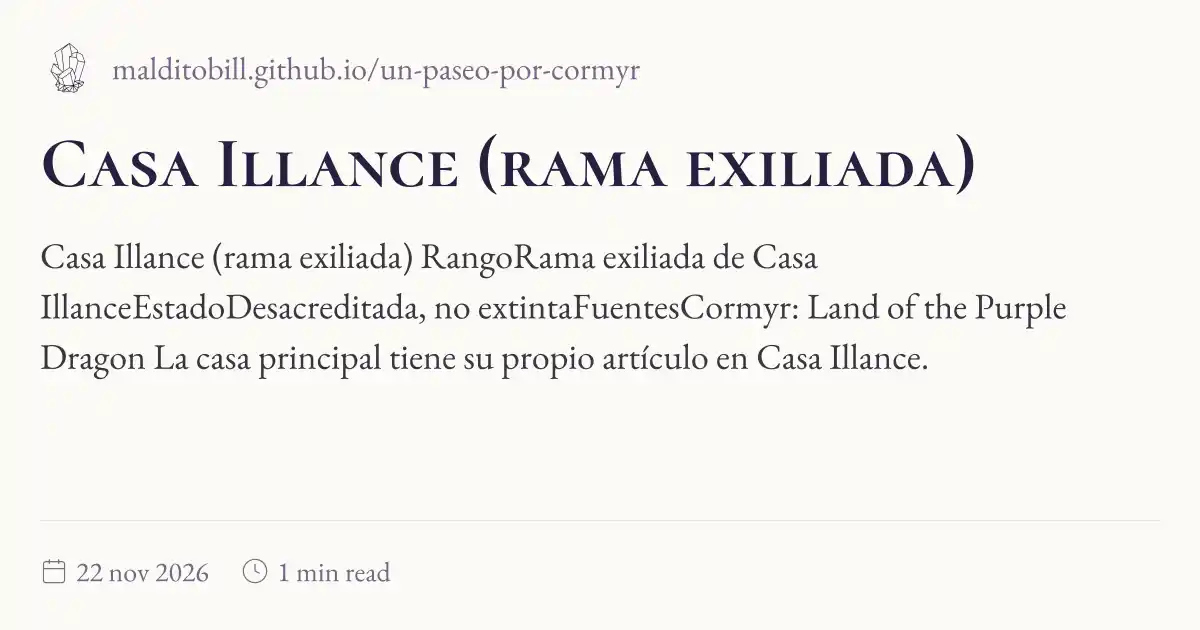 malditobill.github.io/un-paseo-por-cormyr
Casa Illance (rama exiliada)
Casa Illance (rama exiliada) RangoRama exiliada de Casa
IllanceEstadoDesacreditada, no extintaFuentesCormyr: Land of the Purple
Dragon La casa principal tiene su propio artículo en Casa Illance.
22 nov 2026
1 min read